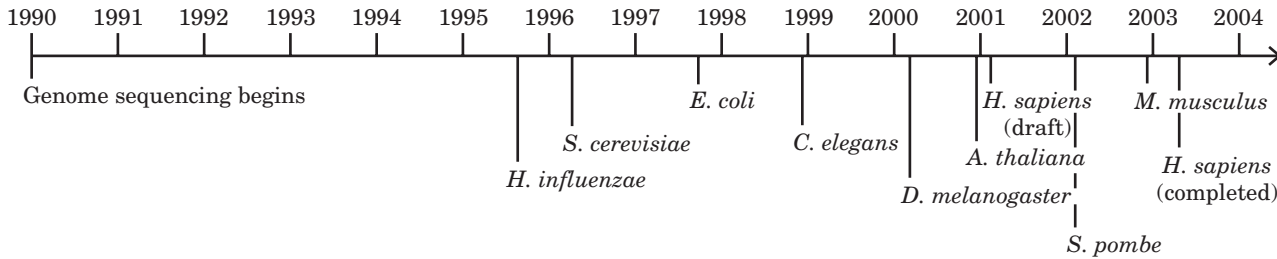 1990 1991 1992 1993 1994 1995 1996 1997 1998 1999 2000 2001 2002 2003 2004
Genome sequencing begins
E. coli
H. sapiens
(draft)
M. musculus
S. cerevisiae
C. elegans
A. thaliana
H. influenzae
H. sapiens
(completed)
D. melanogaster
S. pombe